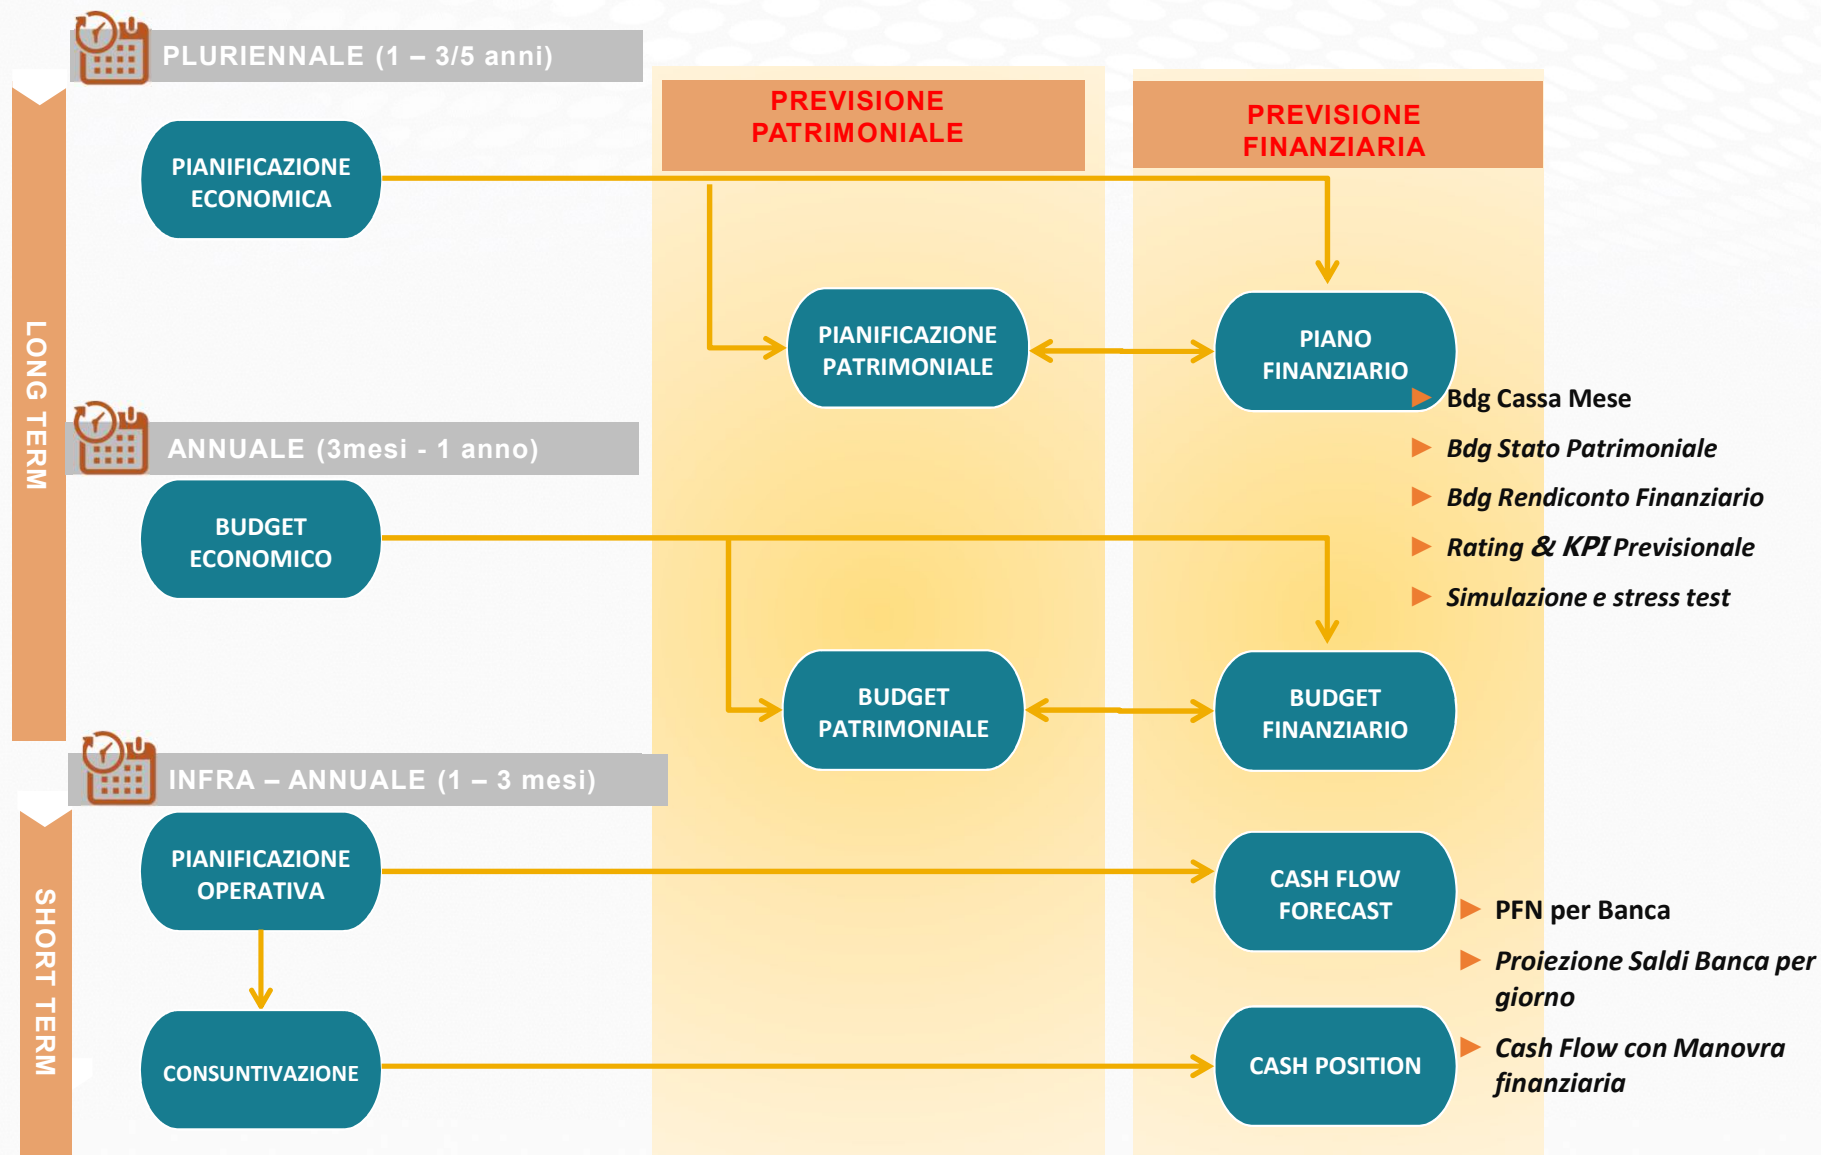 PLURIENNALE (1 – 3/5 anni)
PREVISIONE
PATRIMONIALE
PREVISIONE
FINANZIARIA
PIANIFICAZIONE
ECONOMICA
LONG TERM
PIANIFICAZIONE
PATRIMONIALE
PIANO
FINANZIARIO
Bdg Cassa Mese
Bdg Stato Patrimoniale
Bdg Rendiconto Finanziario
Rating & KPI Previsionale
Simulazione e stress test
ANNUALE (3mesi - 1 anno)
BUDGET
ECONOMICO
BUDGET
PATRIMONIALE
BUDGET
FINANZIARIO
INFRA – ANNUALE (1 – 3 mesi)
SHORT TERM
PIANIFICAZIONE
OPERATIVA
CASH FLOW
FORECAST
PFN per Banca
Proiezione Saldi Banca per
giorno
Cash Flow con Manovra
finanziaria
CONSUNTIVAZIONE
CASH POSITION